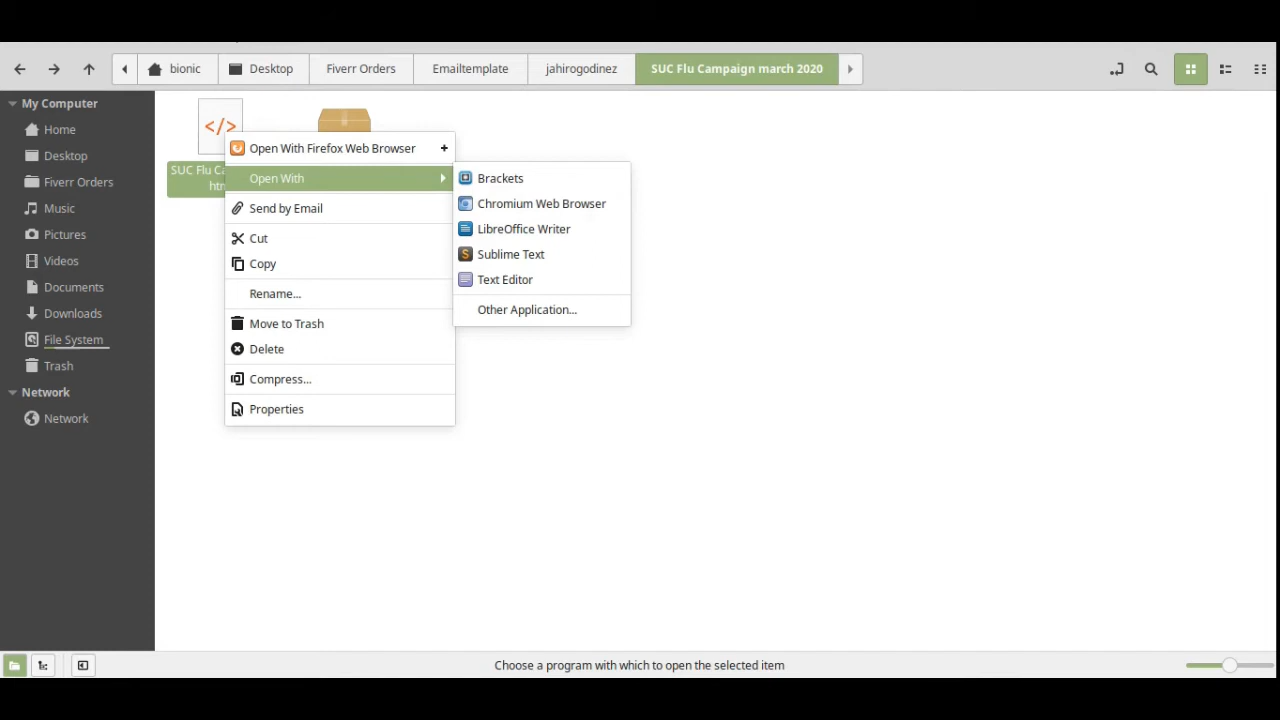 bionic
Desktop
Fiverr Orders
Emailtemplate
jahirogodinez
SUC Flu Campaign march 2020
My Computer
Home
Desktop
Fiverr Orders
Music
Pictures
Videos
Documents
Downloads
File System
Trash
Network
Network
</>
SUC Flu
Open With Firefox Web Browser
+
Open With
Send by Email
Cut
Copy
Rename...
Move to Trash
Delete
Compress...
Properties
Brackets
Chromium Web Browser
LibreOffice Writer
Sublime Text
Text Editor
Other Application...
Choose a program with which to open the selected item